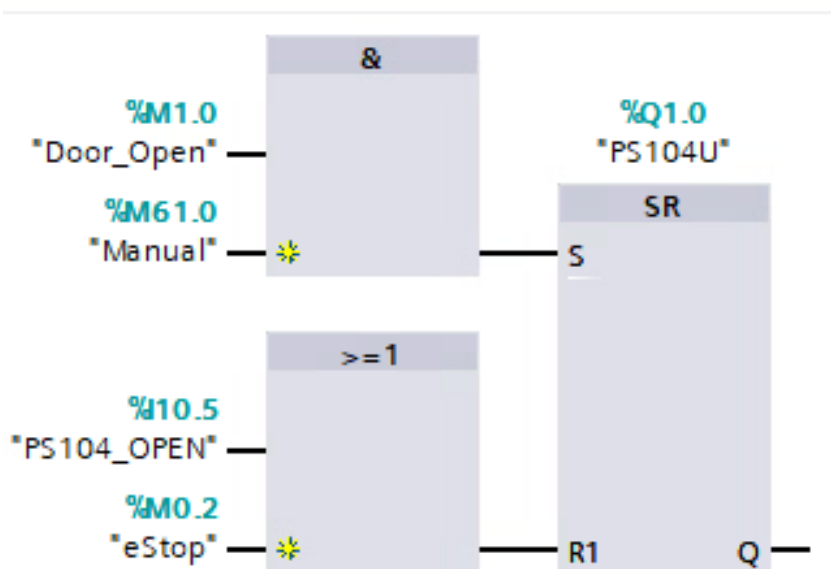 &
%M1.0
"Door_Open"
%M61.0
"Manual"
%Q1.0
"PS104U"
SR
S
>=1
%I10.5
"PS104_OPEN"
%M0.2
"eStop"
R1
Q